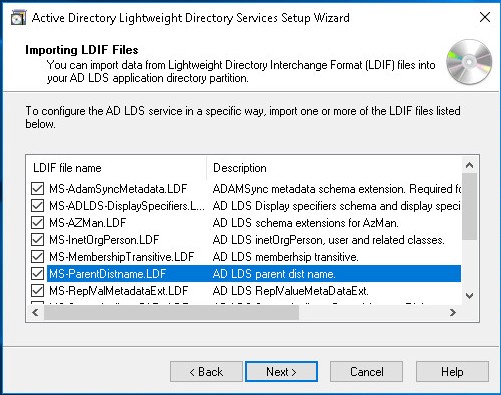 Active Directory Lightweight Directory Services Setup Wizard
Importing LDIF Files
You can import data from Lightweight Directory Interchange Format (LDIF) files into
your AD LDS application directory partition.
To configure the AD LDS service in a specific way, import one or more of the LDIF files listed
below.
LDIF file name Description
MS-AdamSyncMetadata.LDF ADAMSync metadata schema extension. Required fo
MS-ADLDS-DisplaySpecifiers.L... AD LDS Display specifiers schema and display speci
MS-AZMan.LDF AD LDS schema extensions for AzMan.
MS-InetOrgPerson.LDF AD LDS inetOrgPerson, user and related classes.
MS-MembershipTransitive.LDF AD LDS memberhsip transitive.
MS-ParentDistname.LDF AD LDS parent dist name.
MS-ReplValMetadataExt.LDF AD LDS ReplValueMetaDataExt.
< Back Next > Cancel Help